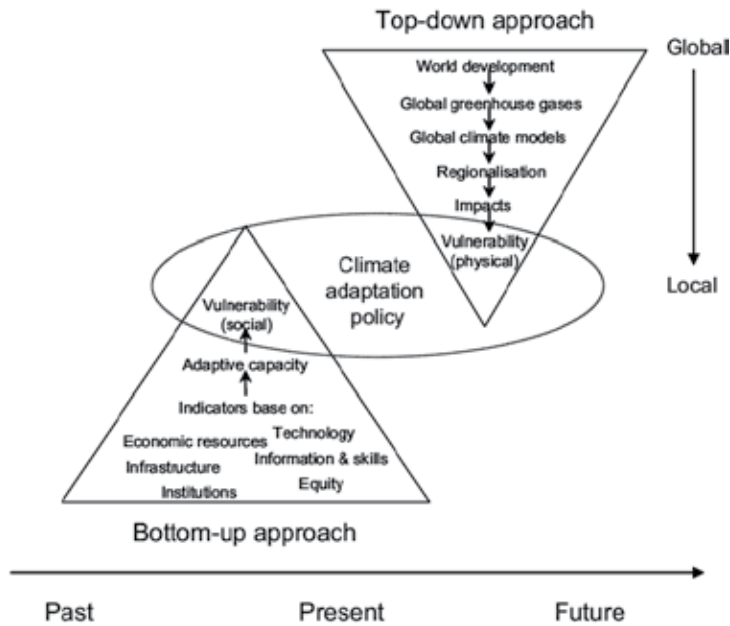 Top-down approach
Global
World development
Global greenhouse gases
Global climate models
Regionalisation
Impacts
Vulnerability
(physical)
Local
Climate
adaptation
policy
Vulnerability
(social)
Adaptive capacity
Indicators base on:
Technology
Economic resources
Information & skills
Infrastructure
Equity
Institutions
Bottom-up approach
Past
Present
Future